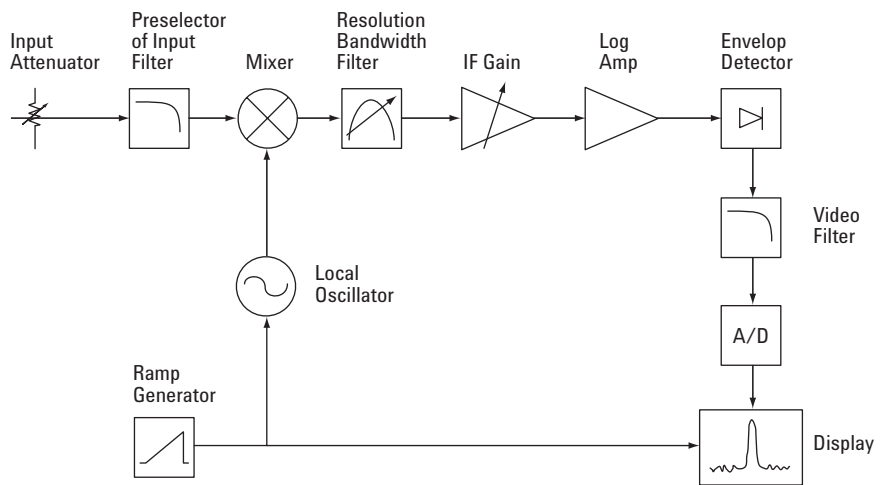 Input
Attenuator
Preselector
of Input
Filter
Mixer
Resolution
Bandwidth
Filter
IF Gain
Log
Amp
Envelop
Detector
Video
Filter
Local
Oscillator
A/D
Ramp
Generator
Display